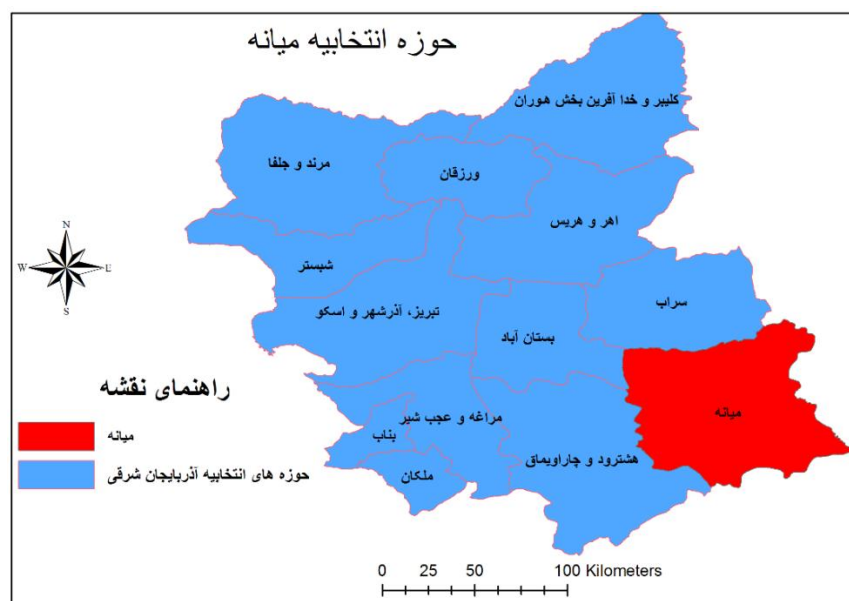 حوزه انتخابیه میانه
کلیبر و خدا آفرین بخش هوران
مرند و جلفا
ورزقان
اهر و هریس
شبستر
تبریز، آذرشهر و اسکو
سراب
بستان آباد
میانه
مراغه و عجب شیر
بناب
هشترود و چاراویماق
ملکان
N
W
E
S
راهنمای نقشه
میانه
حوزه های انتخابیه آذربایجان شرقی
0 25 50 100 Kilometers